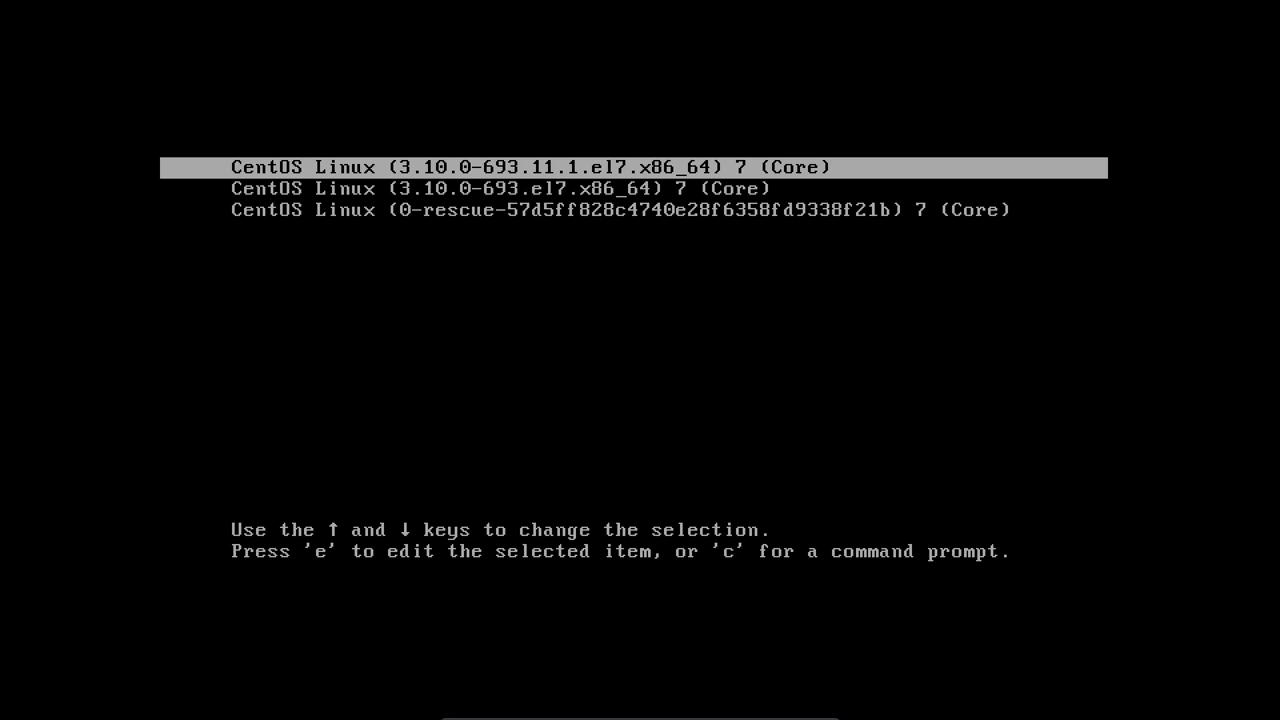 CentOS Linux (3.10.0-693.11.1.el7.x86_64) 7 (Core)
CentOS Linux (3.10.0-693.el7.x86_64) 7 (Core)
CentOS Linux (0-rescue-57d5ff828c4740e28f6358fd9338f21b) 7 (Core)
Use the ↑ and ↓ keys to change the selection.
Press 'e' to edit the selected item, or 'c' for a command prompt.